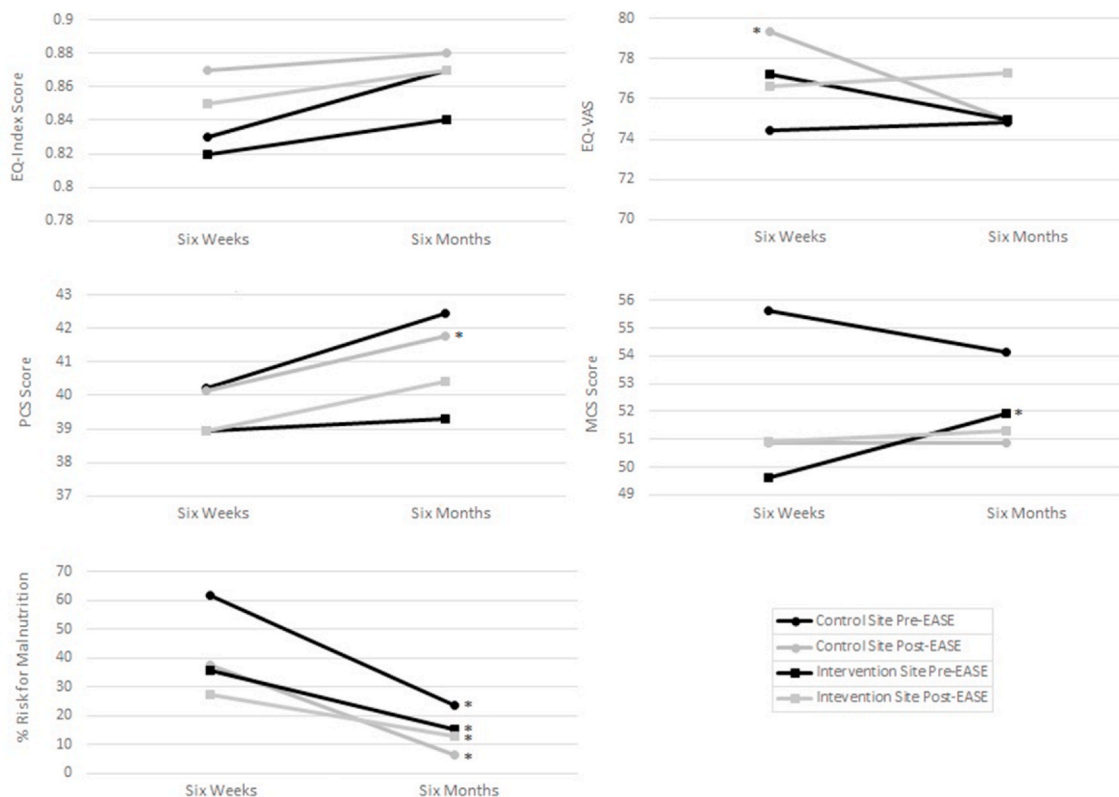 EQ-Index Score
0.9
0.88
0.86
0.84
0.82
0.8
0.78
Six Weeks
Six Months
EQ-VAS
80
78
76
74
72
70
*
Six Weeks
Six Months
PCS Score
43
42
41
40
39
38
37
*
Six Weeks
Six Months
MCS Score
56
55
54
53
52
51
50
49
*
Six Weeks
Six Months
% Risk for Malnutrition
70
60
50
40
30
20
10
0
*
*
*
*
Six Weeks
Six Months
Control Site Pre-EASE
Control Site Post-EASE
Intervention Site Pre-EASE
Intevention Site Post-EASE